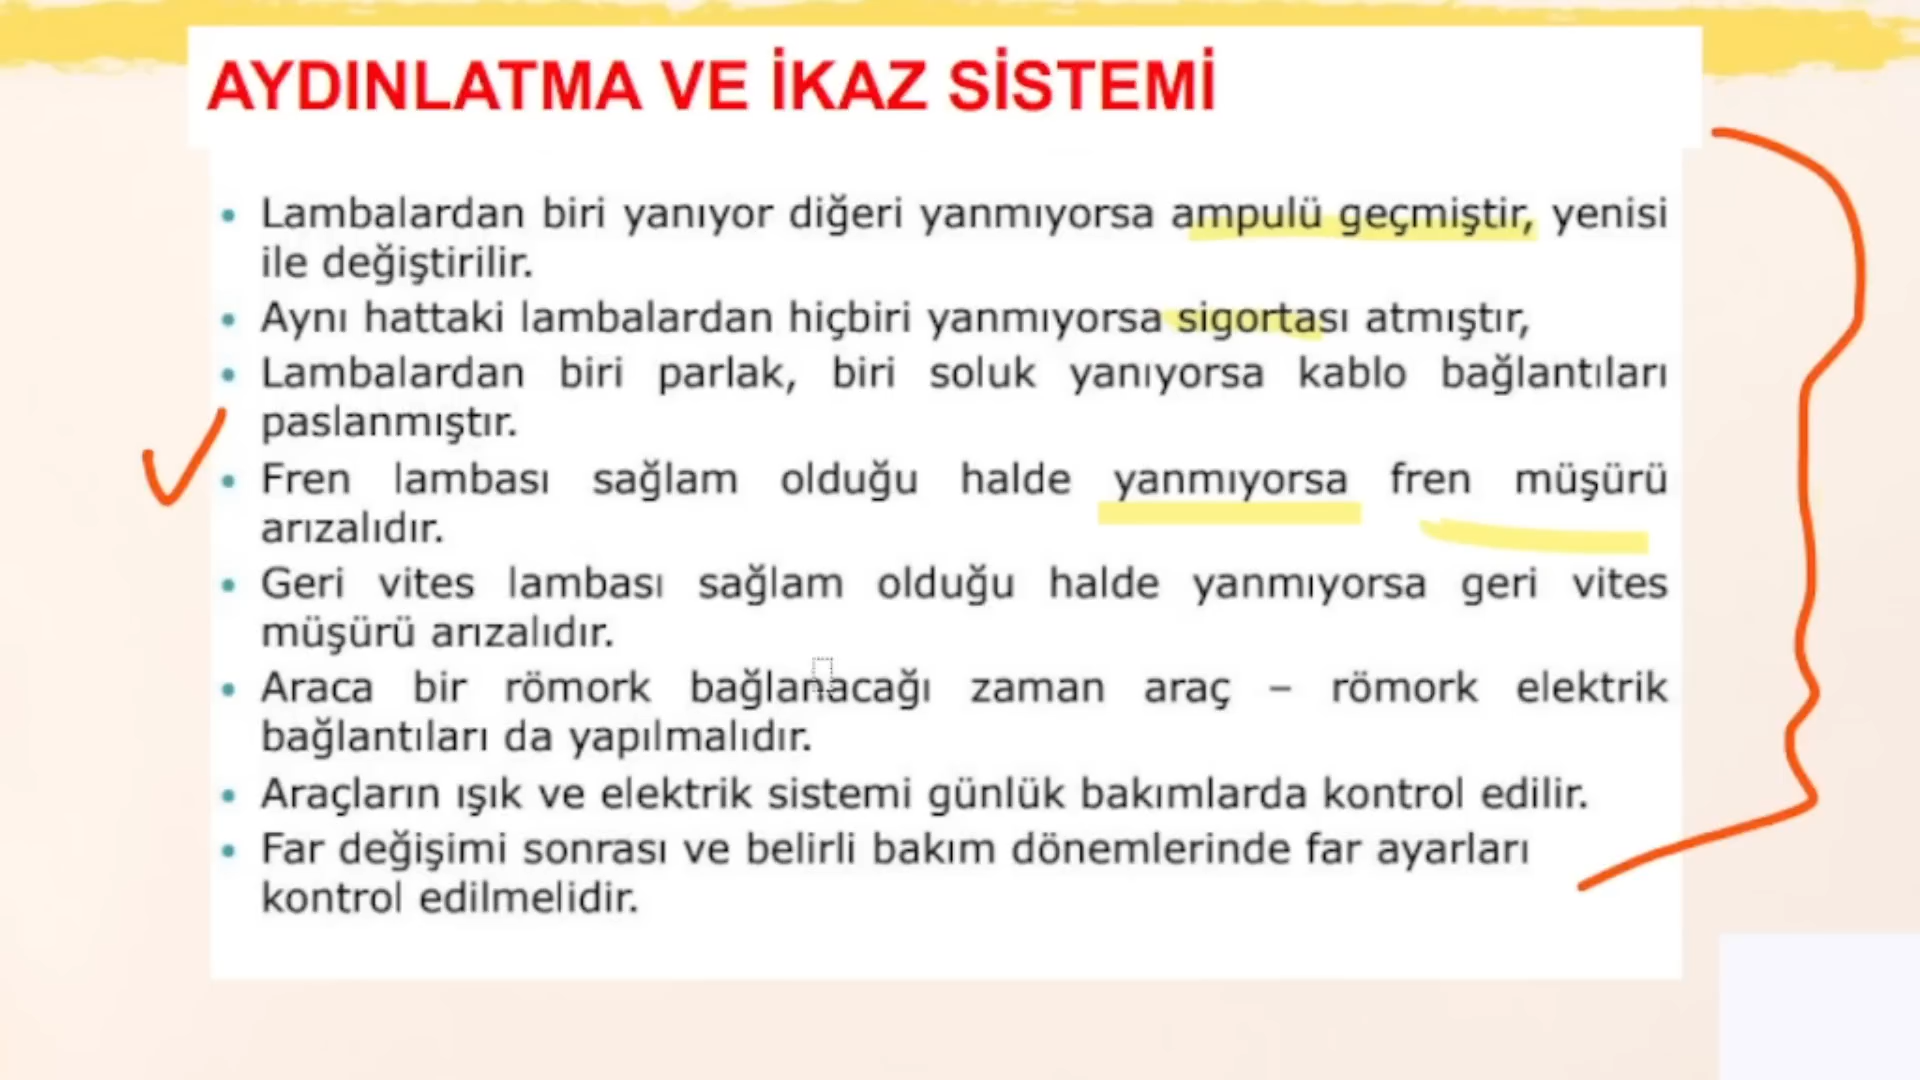 AYDINLATMA VE İKAZ SİSTEMİ
• Lambalardan biri yanıyor diğeri yanmıyorsa ampulü geçmiştir, yenisi
ile değiştirilir.
• Aynı hattaki lambalardan hiçbiri yanmıyorsa sigortası atmıştır,
• Lambalardan biri parlak, biri soluk yanıyorsa kablo bağlantıları
paslanmıştır.
• Fren lambası sağlam olduğu halde yanmıyorsa fren müşürü
arızalıdır.
• Geri vites lambası sağlam olduğu halde yanmıyorsa geri vites
müşürü arızalıdır.
• Araca bir römork bağlanacağı zaman araç – römork elektrik
bağlantıları da yapılmalıdır.
• Araçların ışık ve elektrik sistemi günlük bakımlarda kontrol edilir.
• Far değişimi sonrası ve belirli bakım dönemlerinde far ayarları
kontrol edilmelidir.